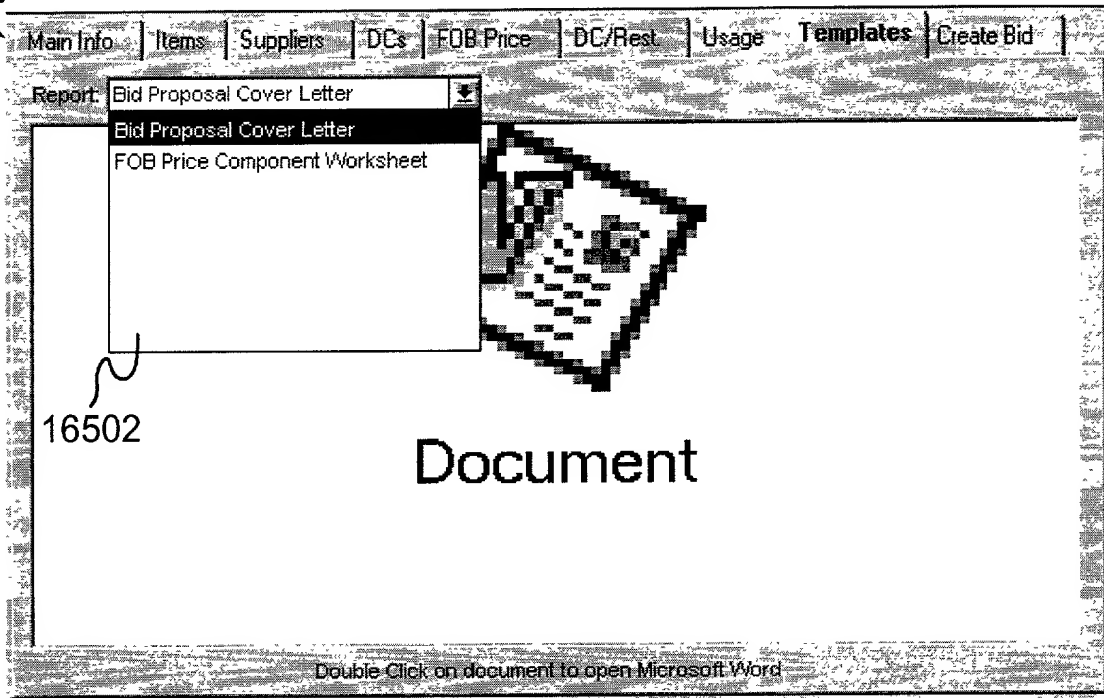 Main Info Items Suppliers DCs FOB Price DC/Rest. Usage Templates Create Bid
Report: Bid Proposal Cover Letter
Bid Proposal Cover Letter
FOB Price Component Worksheet
16502
Document
Double Click on document to open Microsoft Word